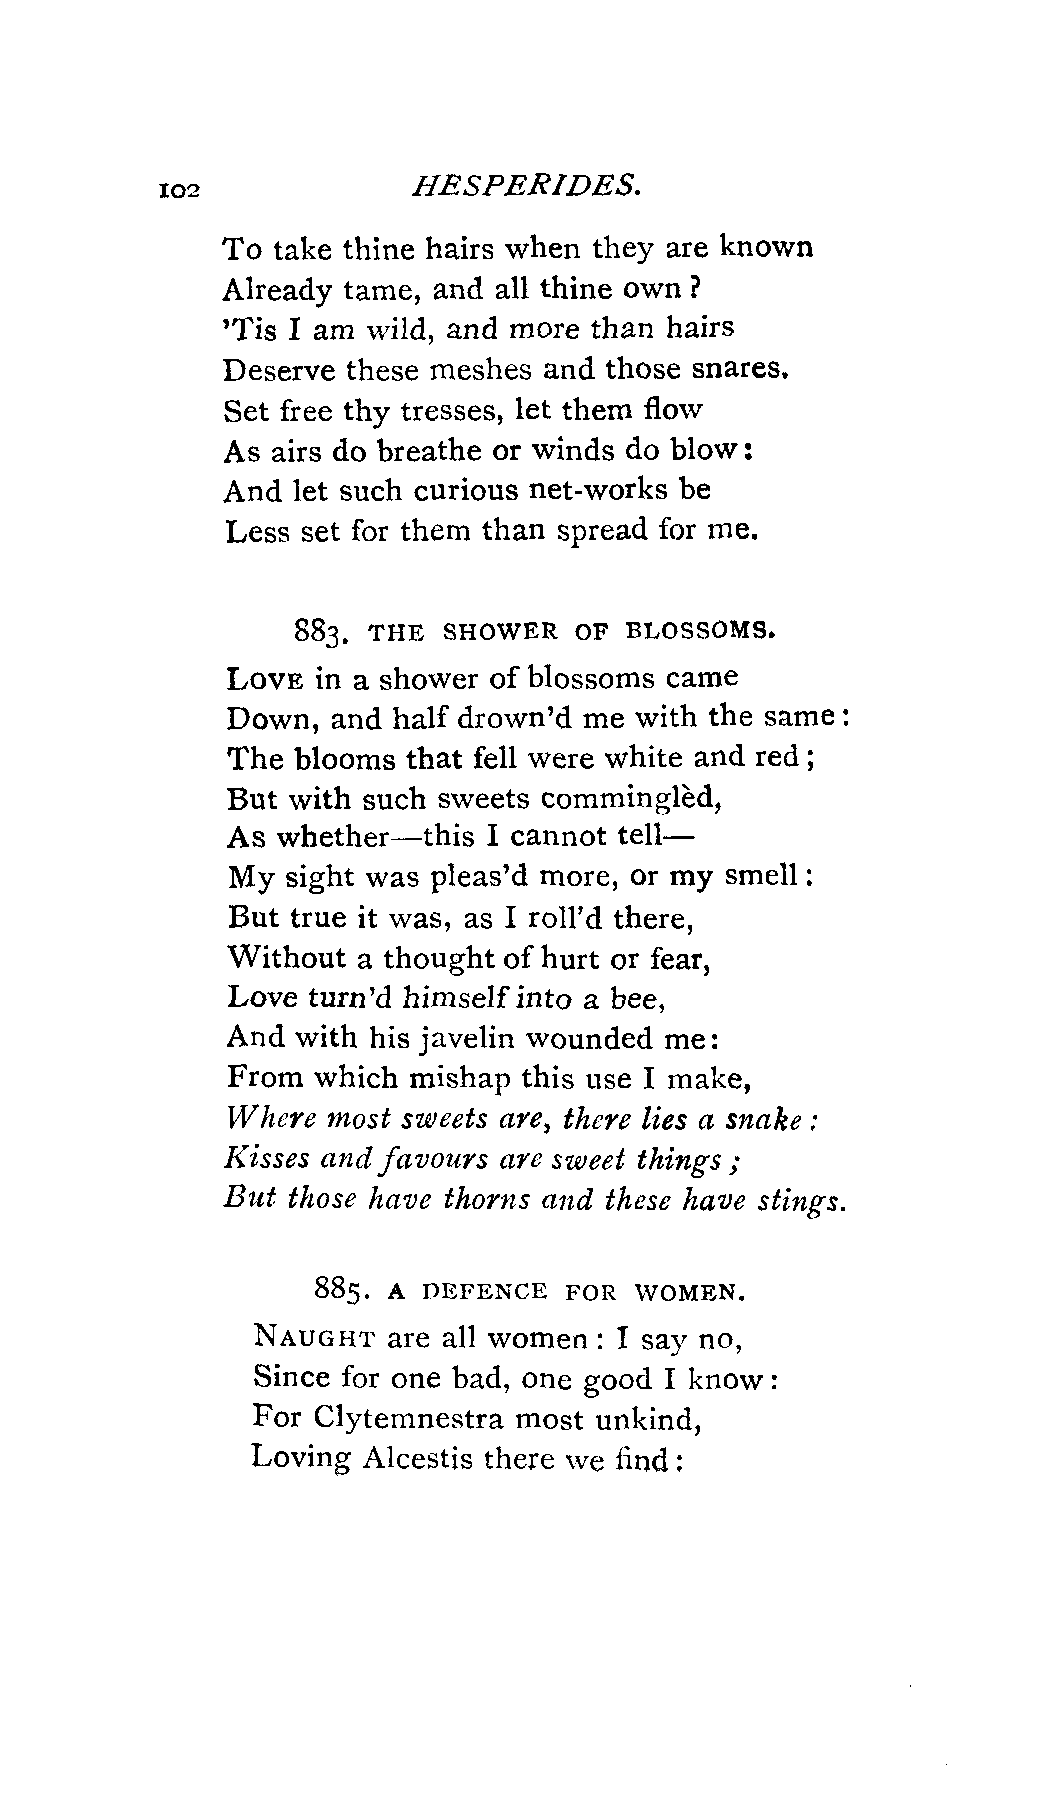 102 HESPERIDES.
To take thine hairs when they are known
Already tame, and all thine own?
'Tis I am wild, and more than hairs
Deserve these meshes and those snares.
Set free thy tresses, let them flow
As airs do breathe or winds do blow:
And let such curious net-works be
Less set for them than spread for me.
883. THE SHOWER OF BLOSSOMS.
LOVE in a shower of blossoms came
Down, and half drown'd me with the same:
The blooms that fell were white and red;
But with such sweets comminglèd,
As whether—this I cannot tell—
My sight was pleas'd more, or my smell:
But true it was, as I roll'd there,
Without a thought of hurt or fear,
Love turn'd himself into a bee,
And with his javelin wounded me:
From which mishap this use I make,
Where most sweets are, there lies a snake:
Kisses and favours are sweet things;
But those have thorns and these have stings.
885. A DEFENCE FOR WOMEN.
NAUGHT are all women: I say no,
Since for one bad, one good I know:
For Clytemnestra most unkind,
Loving Alcestis there we find: